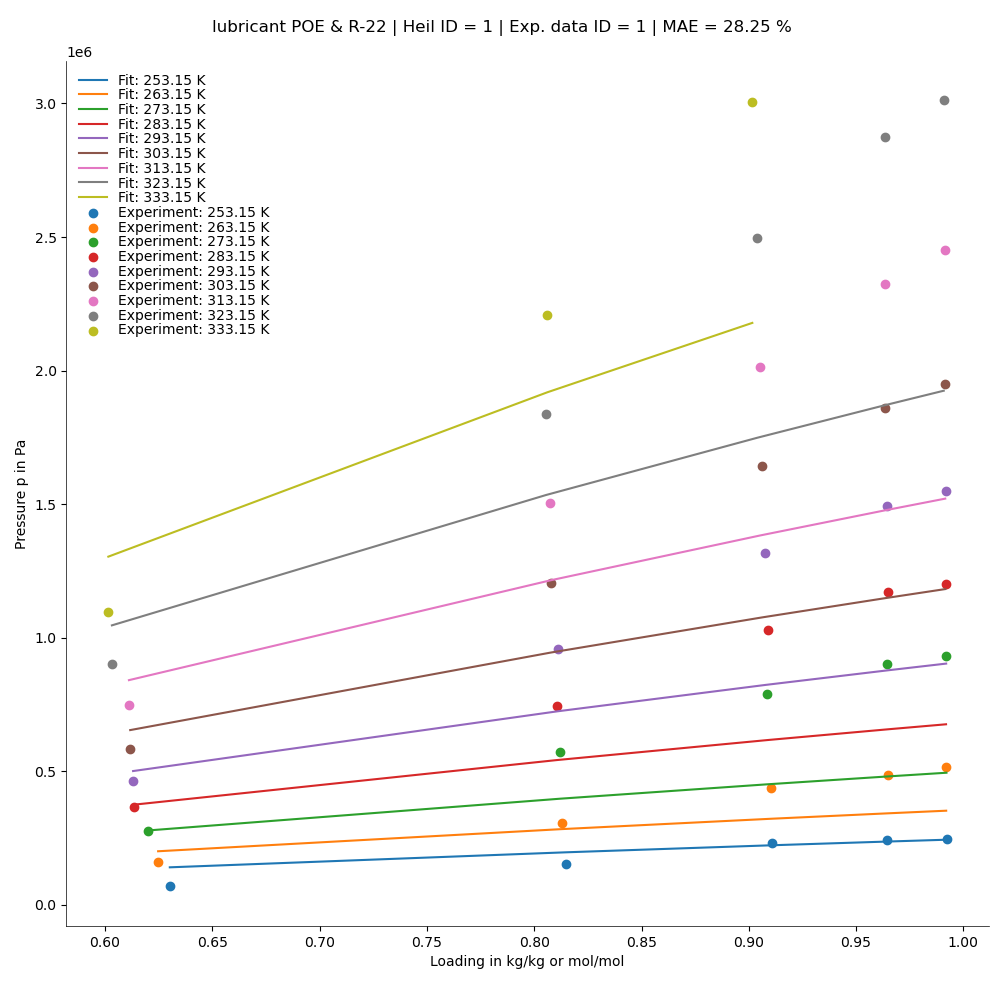 lubricant POE & R-22 | Heil ID = 1 | Exp. data ID = 1 | MAE = 28.25 %
1e6
Fit: 253.15 K
Fit: 263.15 K
Fit: 273.15 K
Fit: 283.15 K
Fit: 293.15 K
Fit: 303.15 K
Fit: 313.15 K
Fit: 323.15 K
Fit: 333.15 K
Experiment: 253.15 K
Experiment: 263.15 K
Experiment: 273.15 K
Experiment: 283.15 K
Experiment: 293.15 K
Experiment: 303.15 K
Experiment: 313.15 K
Experiment: 323.15 K
Experiment: 333.15 K
3.0
2.5
2.0
1.5
1.0
0.5
0.0
Pressure p in Pa
0.60 0.65 0.70 0.75 0.80 0.85 0.90 0.95 1.00
Loading in kg/kg or mol/mol